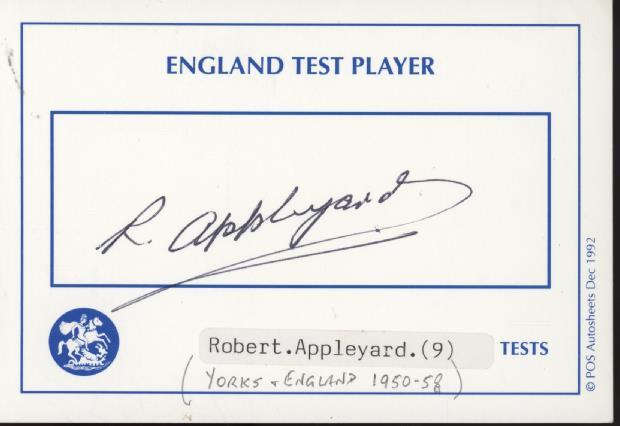 ENGLAND TEST PLAYER
R. Appleyard
Robert.Appleyard.(9) TESTS
(YORKS + ENGLAND 1950-58)
© POS Autosheets Dec 1992